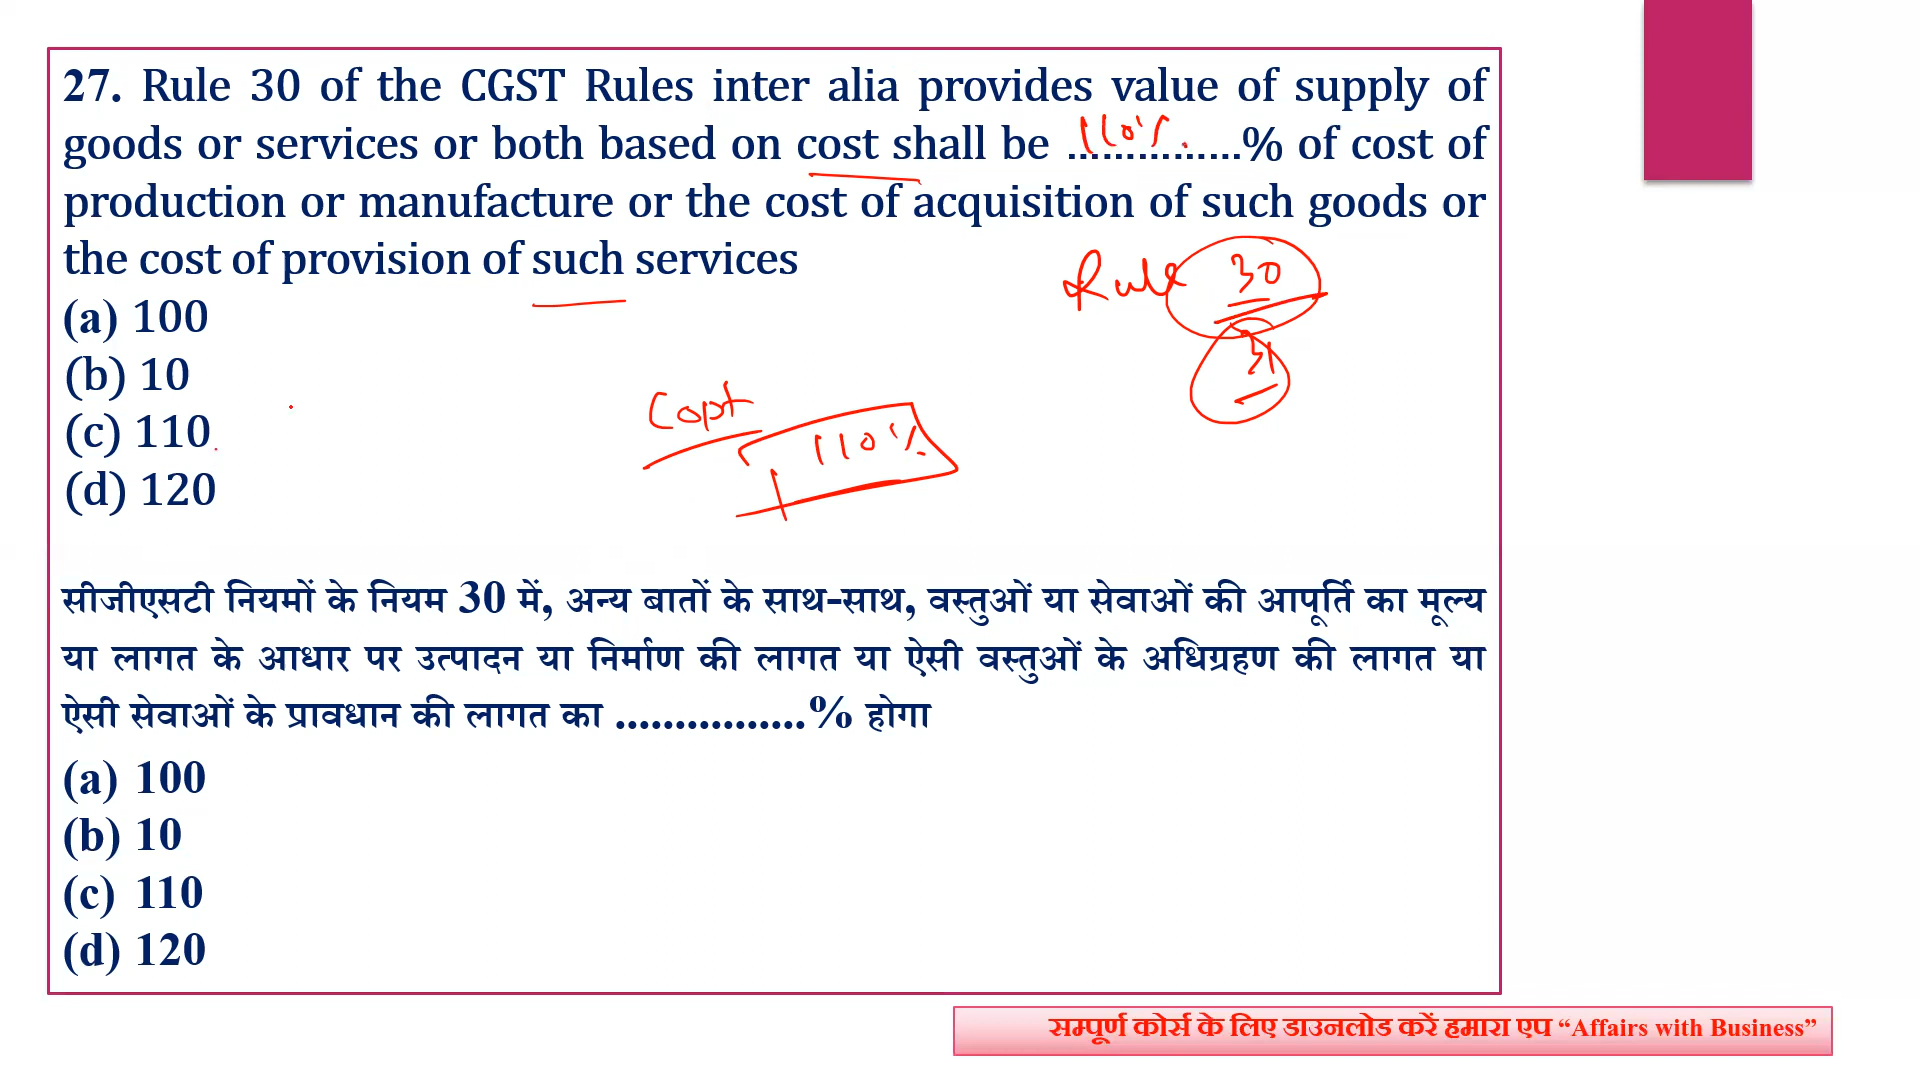 27. Rule 30 of the CGST Rules inter alia provides value of supply of
goods or services or both based on cost shall be ...............% of cost of
110%
production or manufacture or the cost of acquisition of such goods or
the cost of provision of such services
Rule 30
31
(a) 100
(b) 10
(c) 110
(d) 120
110%
सीजीएसटी नियमों के नियम 30 में, अन्य बातों के साथ-साथ, वस्तुओं या सेवाओं की आपूर्ति का मूल्य
या लागत के आधार पर उत्पादन या निर्माण की लागत या ऐसी वस्तुओं के अधिग्रहण की लागत या
ऐसी सेवाओं के प्रावधान की लागत का ................% होगा
(a) 100
(b) 10
(c) 110
(d) 120
सम्पूर्ण कोर्स के लिए डाउनलोड करें हमारा एप “Affairs with Business”